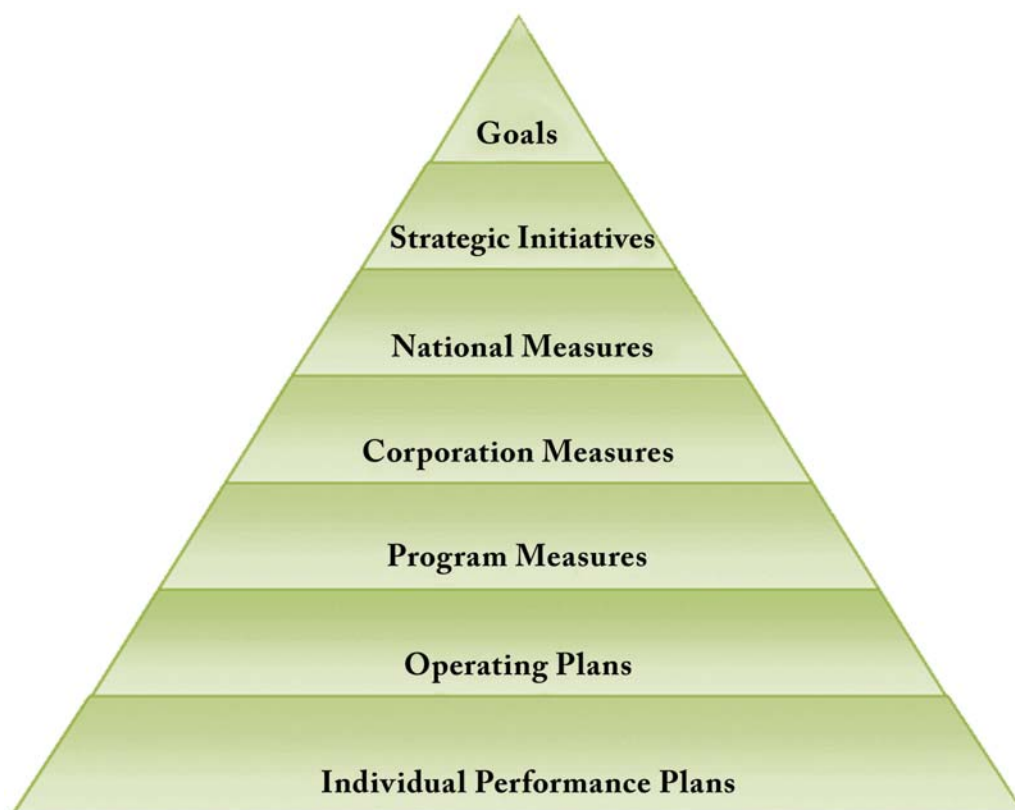 Goals
Strategic Initiatives
National Measures
Corporation Measures
Program Measures
Operating Plans
Individual Performance Plans